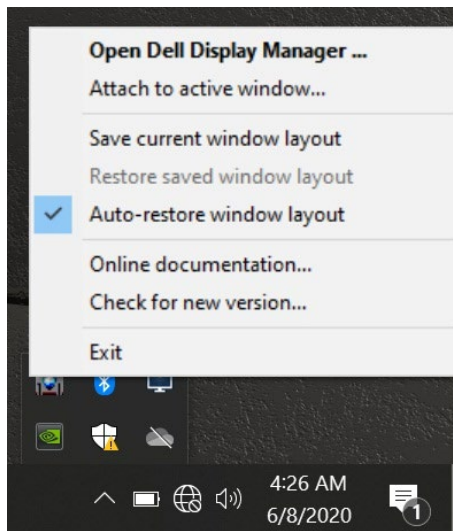 Open Dell Display Manager ...
Attach to active window...
Save current window layout
Restore saved window layout
Auto-restore window layout
Online documentation...
Check for new version...
Exit
4:26 AM
6/8/2020
1